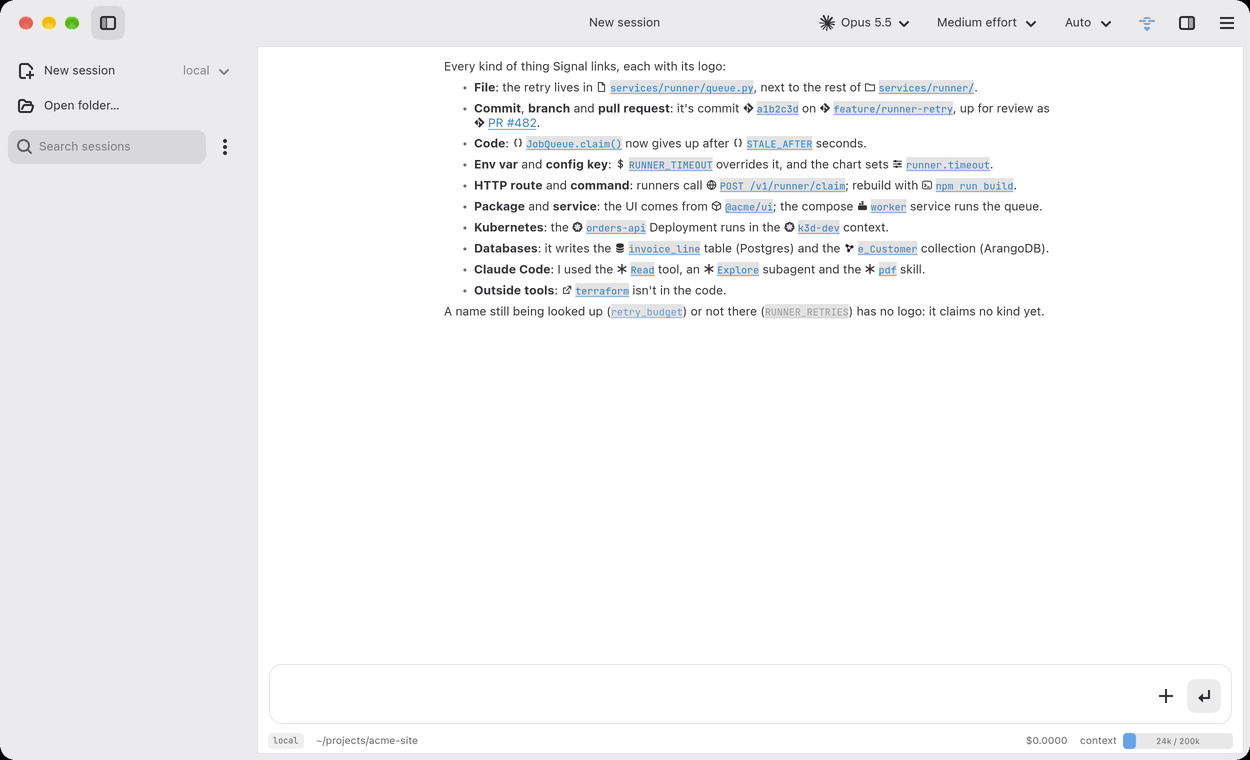 New session
Opus 5.5
Medium effort
Auto
New session
local
Open folder...
Search sessions
Every kind of thing Signal links, each with its logo:
• File: the retry lives in services/runner/queue.py, next to the rest of services/runner/.
• Commit, branch and pull request: it's commit a1b2c3d on feature/runner-retry, up for review as
PR #482.
• Code: JobQueue.claim() now gives up after STALE_AFTER seconds.
• Env var and config key: RUNNER_TIMEOUT overrides it, and the chart sets runner.timeout.
• HTTP route and command: runners call POST /v1/runner/claim; rebuild with npm run build.
• Package and service: the UI comes from @acme/ui; the compose worker service runs the queue.
• Kubernetes: the orders-api Deployment runs in the k3d-dev context.
• Databases: it writes the invoice_line table (Postgres) and the e_Customer collection (ArangoDB).
• Claude Code: I used the Read tool, an Explore subagent and the pdf skill.
• Outside tools: terraform isn't in the code.
A name still being looked up (retry_budget) or not there (RUNNER_RETRIES) has no logo: it claims no kind yet.
local
~/projects/acme-site
$0.0000
context
24k / 200k